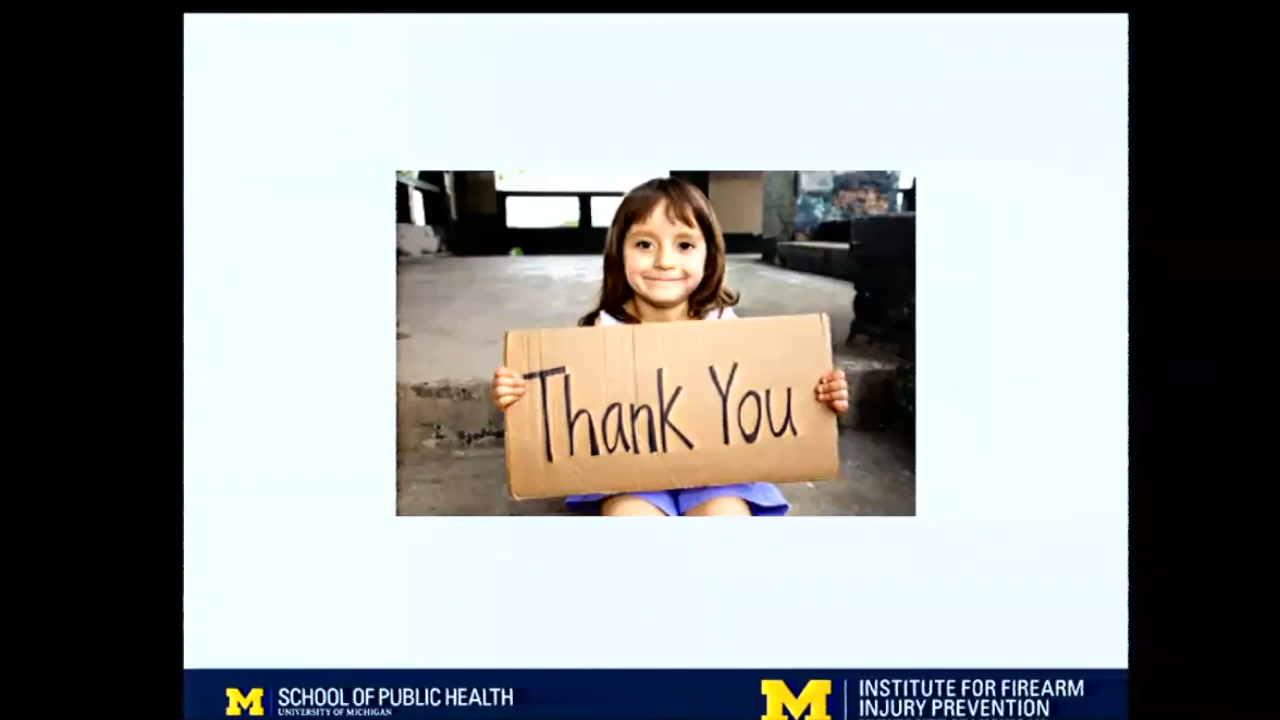 Thank You
M SCHOOL OF PUBLIC HEALTH
UNIVERSITY OF MICHIGAN
M INSTITUTE FOR FIREARM
INJURY PREVENTION